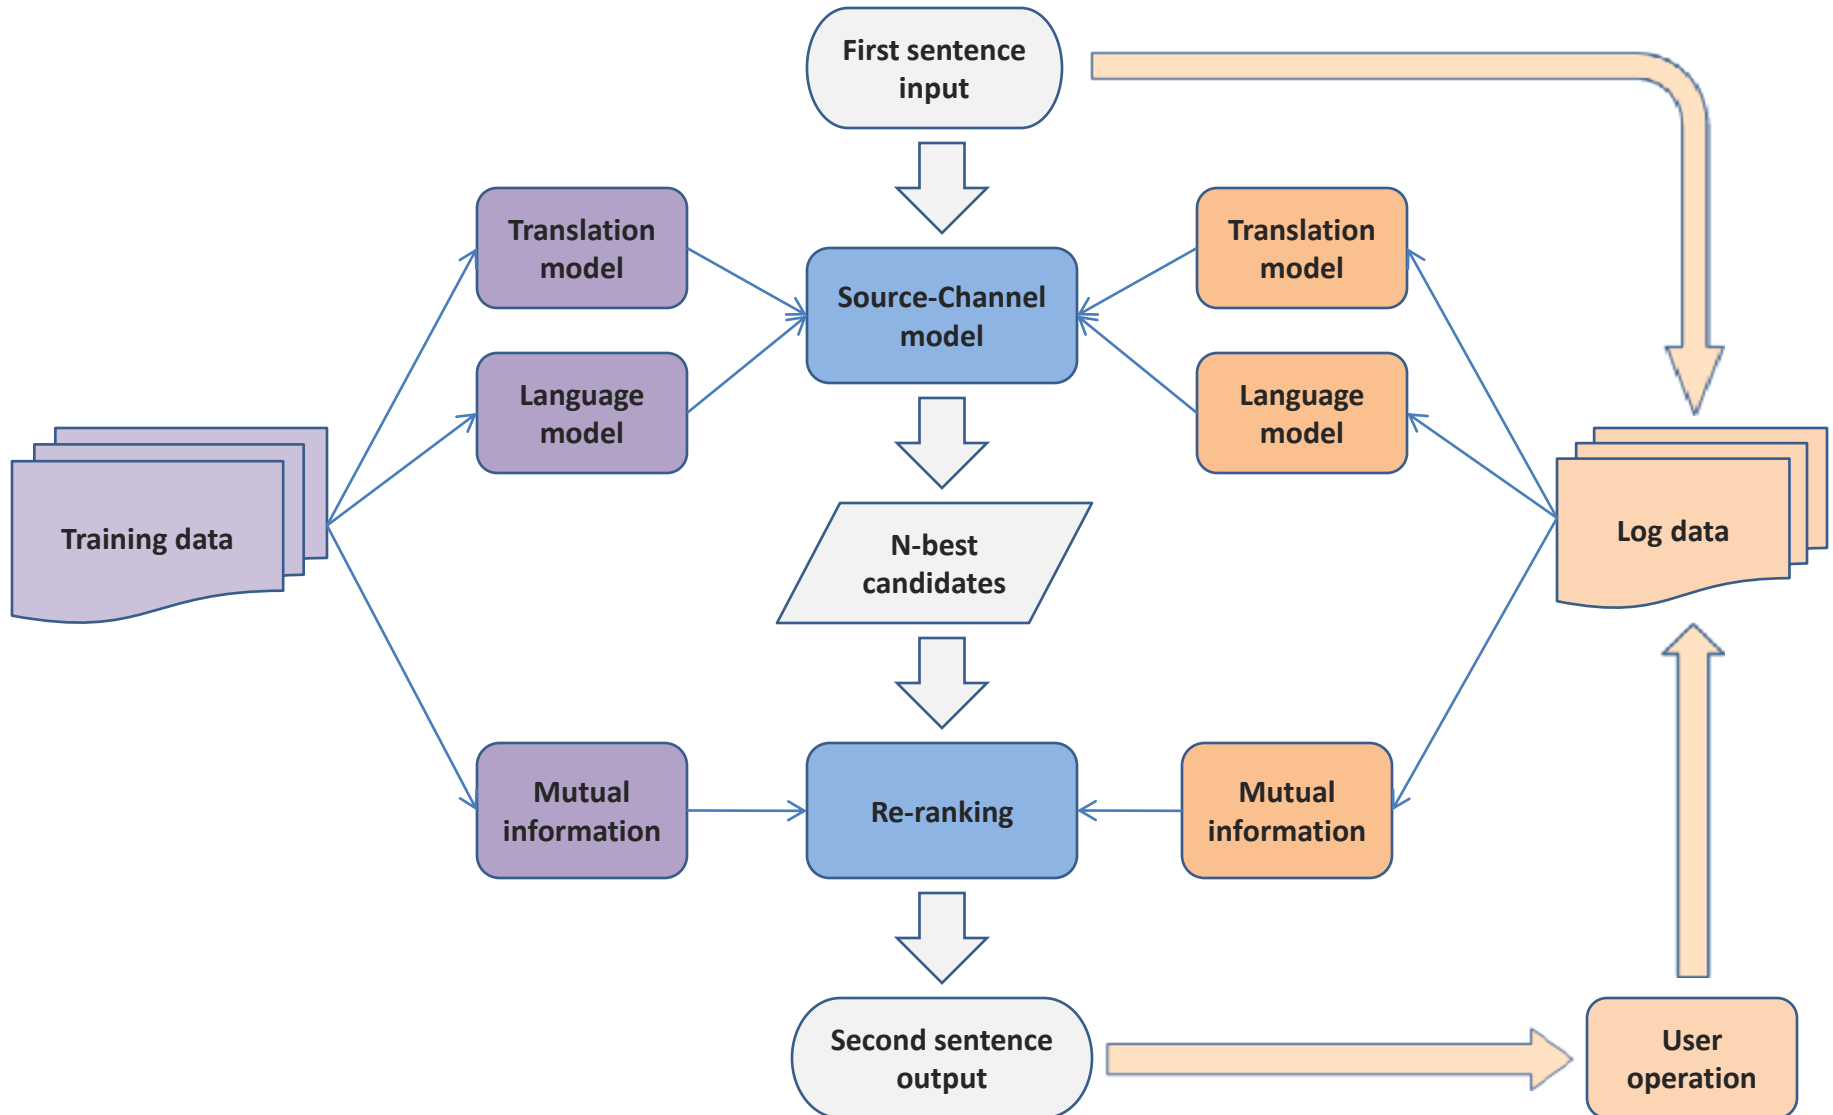 First sentence
input
Translation
model
Translation
model
Source-Channel
model
Language
model
Language
model
Training data
N-best
candidates
Log data
Mutual
information
Re-ranking
Mutual
information
Second sentence
output
User
operation